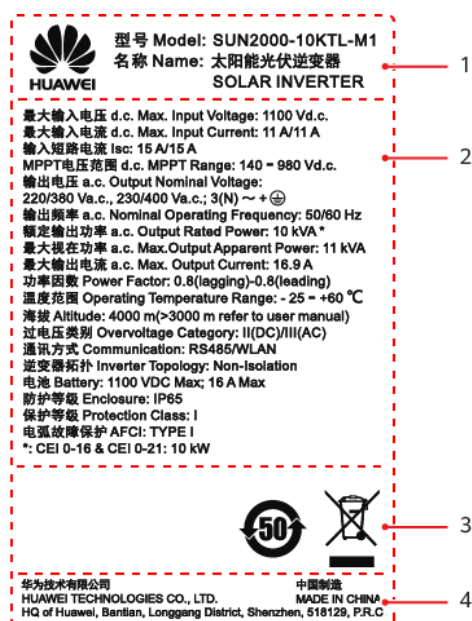 型号 Model: SUN2000-10KTL-M1
名称 Name: 太阳能光伏逆变器
SOLAR INVERTER
HUAWEI
1
最大输入电压 d.c. Max. Input Voltage: 1100 Vd.c.
最大输入电流 d.c. Max. Input Current: 11 A/11 A
输入短路电流 Isc: 15 A/15 A
2
MPPT电压范围 d.c. MPPT Range: 140 - 980 Vd.c.
输出电压 a.c. Output Nominal Voltage:
220/380 Va.c., 230/400 Va.c.; 3(N) ~ +
输出频率 a.c. Nominal Operating Frequency: 50/60 Hz
额定输出功率 a.c. Output Rated Power: 10 kVA *
最大视在功率 a.c. Max.Output Apparent Power: 11 kVA
最大输出电流 a.c. Max. Output Current: 16.9 A
功率因数 Power Factor: 0.8(lagging)-0.8(leading)
温度范围 Operating Temperature Range: - 25 - +60 ℃
海拔 Altitude: 4000 m(>3000 m refer to user manual)
过电压类别 Overvoltage Category: II(DC)/III(AC)
通讯方式 Communication: RS485/WLAN
逆变器拓扑 Inverter Topology: Non-Isolation
电池 Battery: 1100 VDC Max; 16 A Max
防护等级 Enclosure: IP65
保护等级 Protection Class: I
电弧故障保护 AFCI: TYPE I
*: CEI 0-16 & CEI 0-21: 10 kW
50
3
华为技术有限公司 中国制造
HUAWEI TECHNOLOGIES CO., LTD. MADE IN CHINA
4
HQ of Huawei, Bantian, Longgang District, Shenzhen, 518129, P.R.C